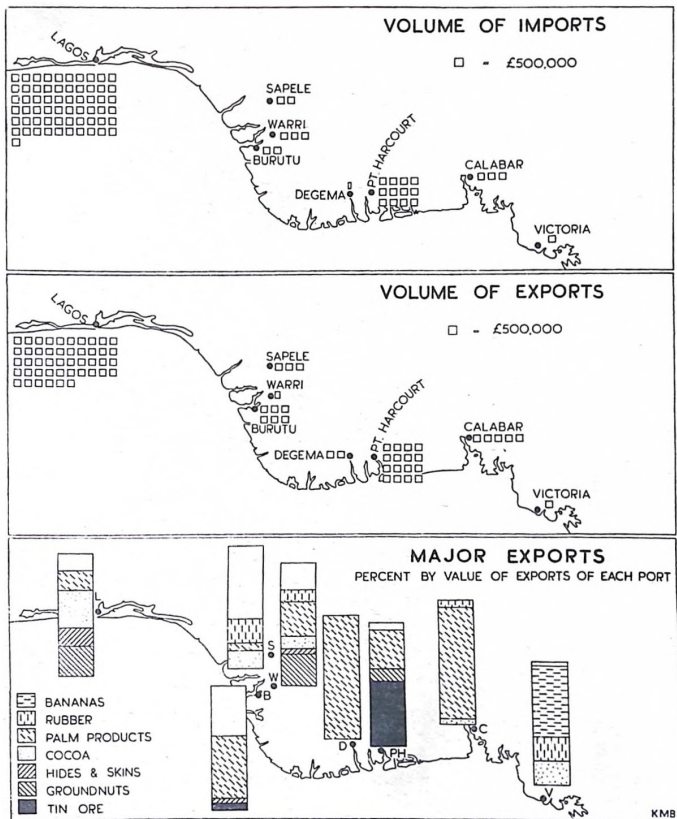 VOLUME OF IMPORTS
LAGOS
□ = £500,000
SAPELE
WARRI
BURUTU
DEGEMA
PT. HARCOURT
CALABAR
VICTORIA
VOLUME OF EXPORTS
LAGOS
□ = £500,000
SAPELE
WARRI
BURUTU
DEGEMA
PT. HARCOURT
CALABAR
VICTORIA
MAJOR EXPORTS
PERCENT BY VALUE OF EXPORTS OF EACH PORT
L
S
W
B
D
PH
C
V
BANANAS
RUBBER
PALM PRODUCTS
COCOA
HIDES & SKINS
GROUNDNUTS
TIN ORE
KMB